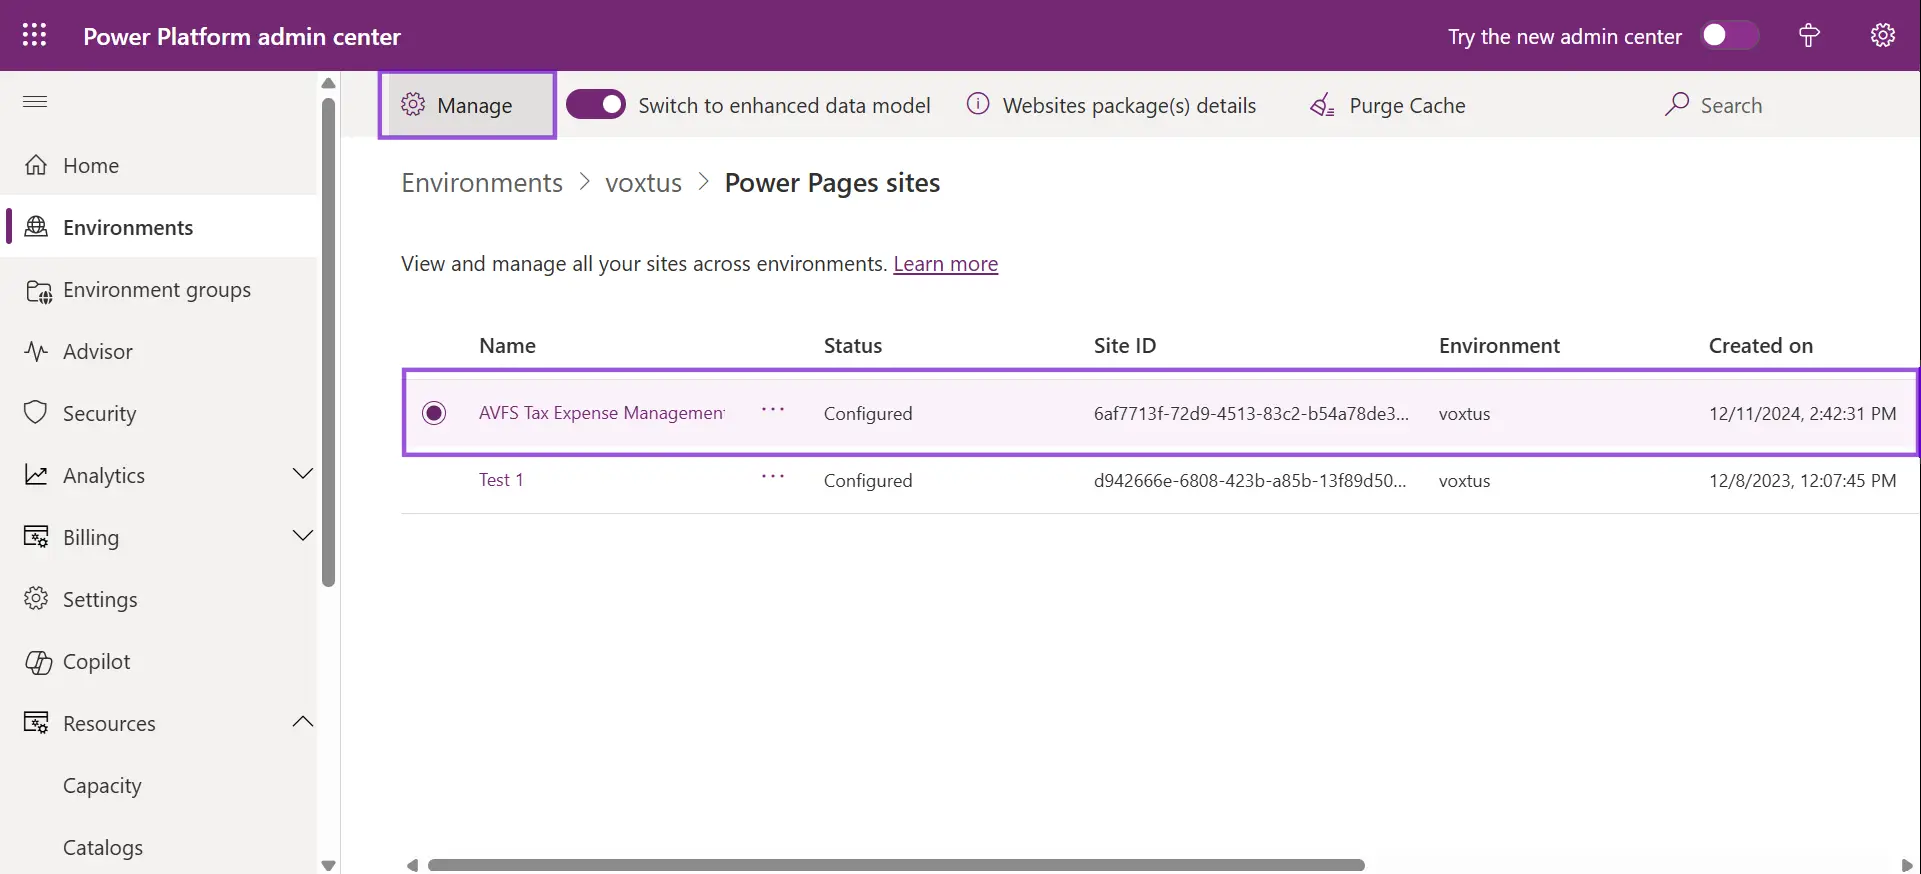 Power Platform admin center
Try the new admin center
Manage
Switch to enhanced data model
Websites package(s) details
Purge Cache
Search
Home
Environments
Environment groups
Advisor
Security
Analytics
Billing
Settings
Copilot
Resources
Capacity
Catalogs
Environments > voxtus > Power Pages sites
View and manage all your sites across environments. Learn more
Name Status Site ID Environment Created on
AVFS Tax Expense Management ··· Configured 6af7713f-72d9-4513-83c2-b54a78de3... voxtus 12/11/2024, 2:42:31 PM
Test 1 ··· Configured d942666e-6808-423b-a85b-13f89d50... voxtus 12/8/2023, 12:07:45 PM